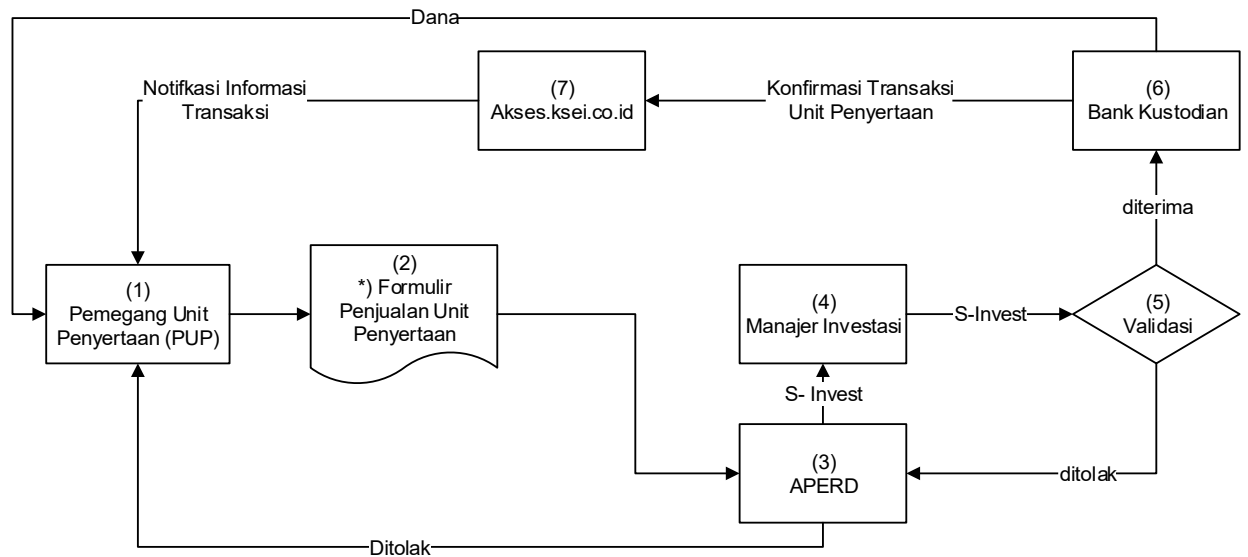 Dana
Notifkasi Informasi
Transaksi
(7)
Akses.ksei.co.id
Konfirmasi Transaksi
Unit Penyertaan
(6)
Bank Kustodian
diterima
(1)
Pemegang Unit
Penyertaan (PUP)
(2)
*) Formulir
Penjualan Unit
Penyertaan
(4)
Manajer Investasi
S-Invest
(5)
Validasi
S- Invest
(3)
APERD
ditolak
Ditolak